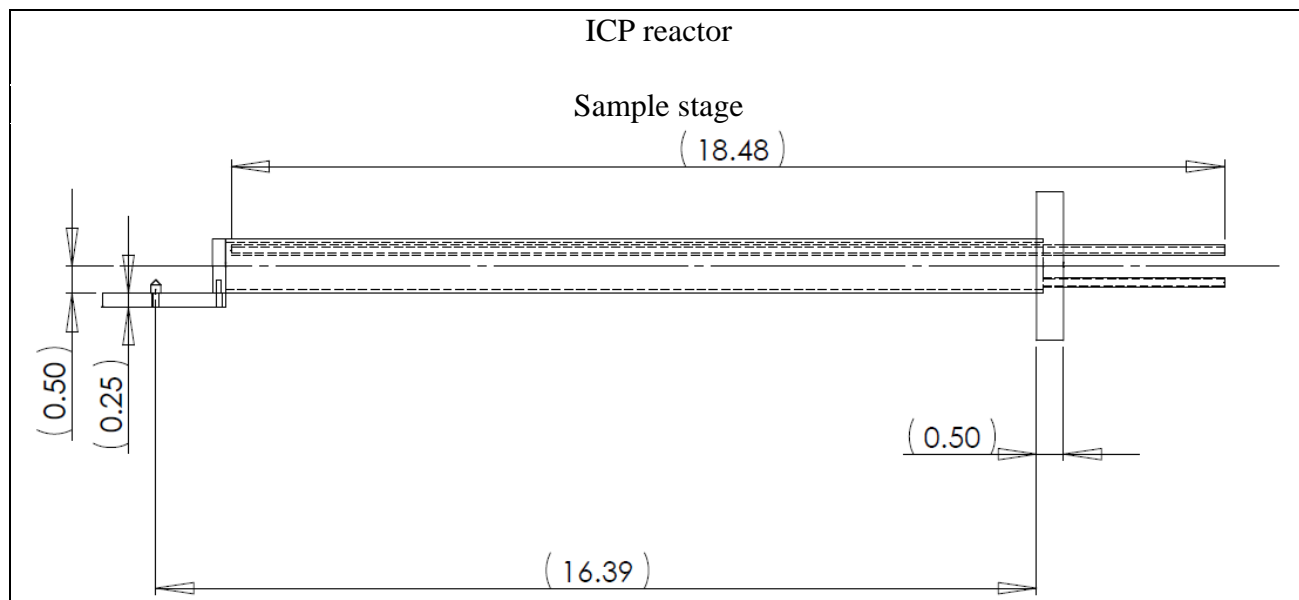 ICP reactor
Sample stage
(18.48)
(0.50)
(0.25)
(0.50)
(16.39)